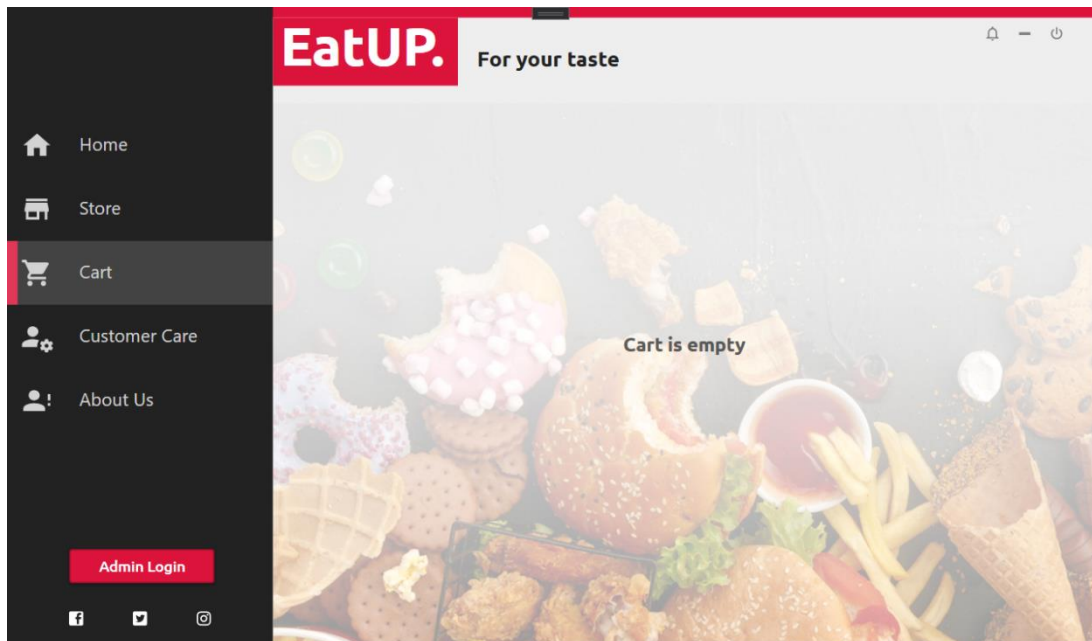 EatUP.
For your taste
Home
Store
Cart
Customer Care
About Us
Cart is empty
Admin Login